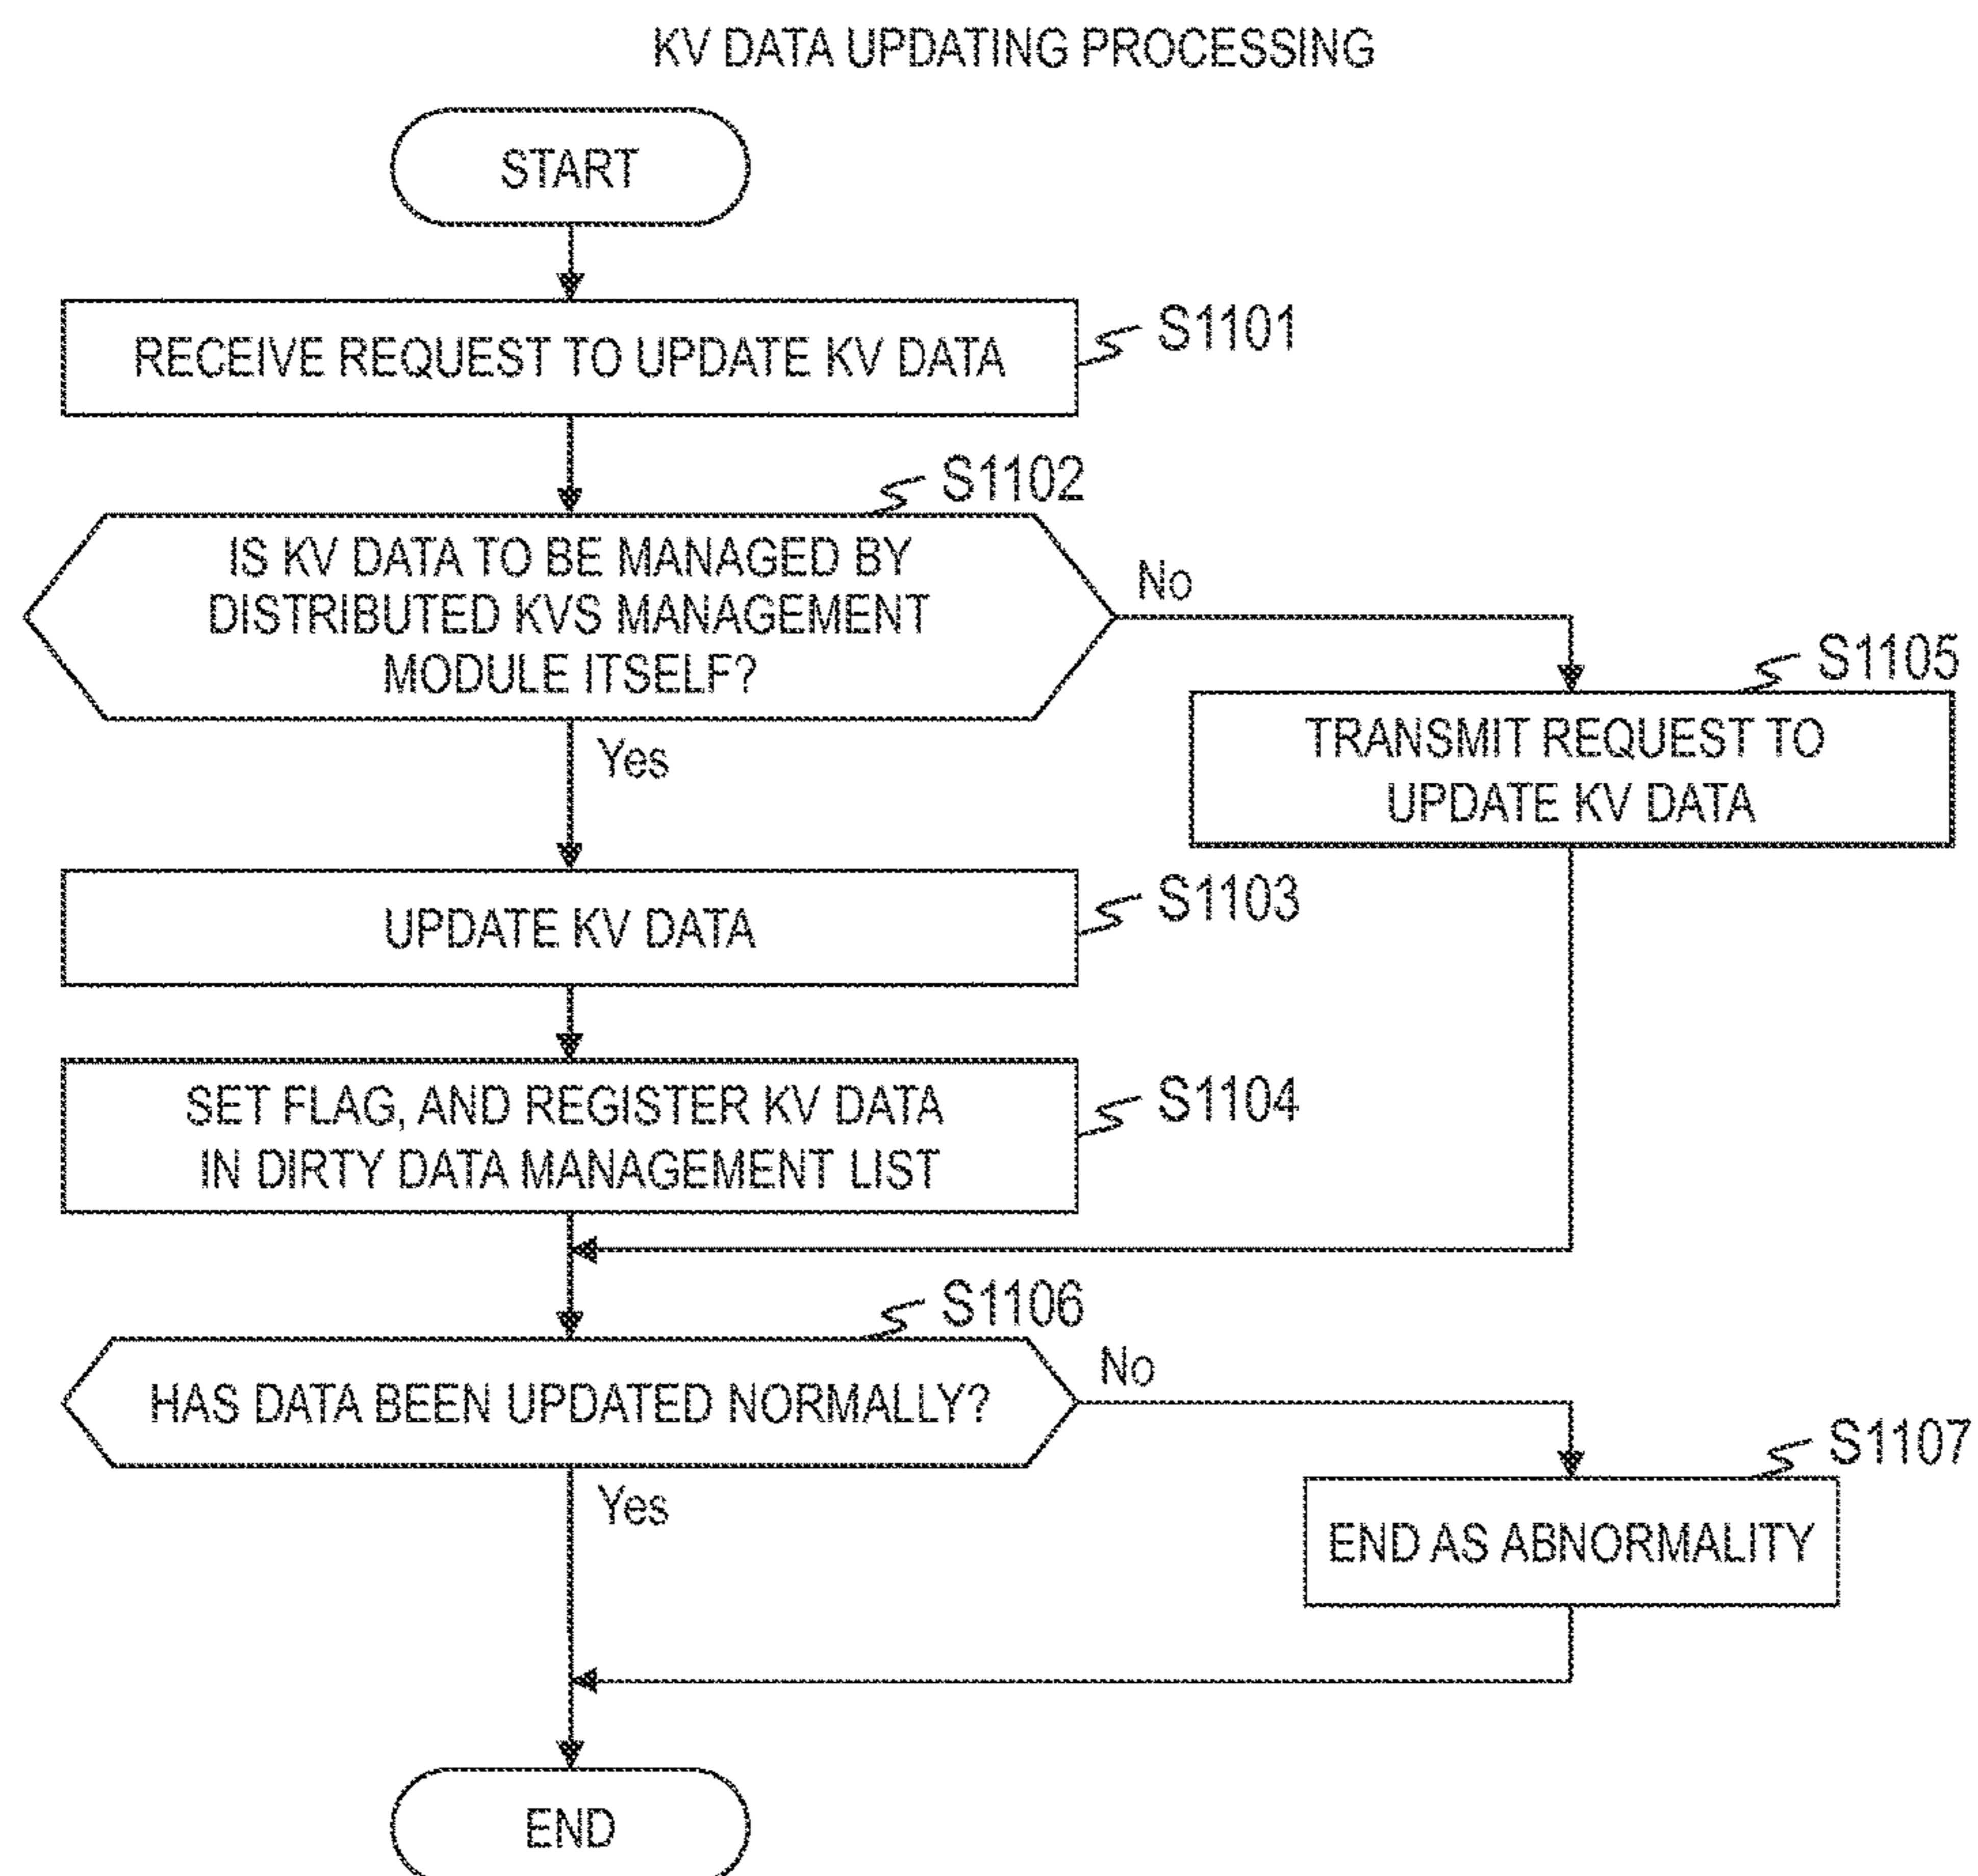 KV DATA UPDATING PROCESSING
START
RECEIVE REQUEST TO UPDATE KV DATA
S1101
S1102
IS KV DATA TO BE MANAGED BY
DISTRIBUTED KVS MANAGEMENT
MODULE ITSELF?
No
Yes
S1105
TRANSMIT REQUEST TO
UPDATE KV DATA
UPDATE KV DATA
S1103
SET FLAG, AND REGISTER KV DATA
IN DIRTY DATA MANAGEMENT LIST
S1104
S1106
HAS DATA BEEN UPDATED NORMALLY?
No
Yes
S1107
END AS ABNORMALITY
END